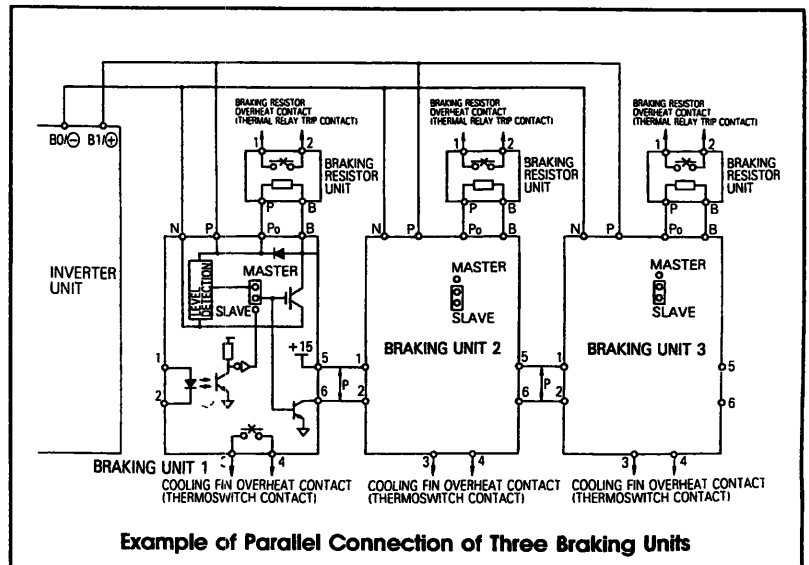 BRAKING RESISTOR
OVERHEAT CONTACT
(THERMAL RELAY TRIP CONTACT)
BRAKING RESISTOR
OVERHEAT CONTACT
(THERMAL RELAY TRIP CONTACT)
BRAKING RESISTOR
OVERHEAT CONTACT
(THERMAL RELAY TRIP CONTACT)
B0/⊖ B1/⊕
1 2
1 2
1 2
BRAKING
RESISTOR
UNIT
BRAKING
RESISTOR
UNIT
BRAKING
RESISTOR
UNIT
P B
P B
P B
N P Po B
N P Po B
N P Po B
INVERTER
UNIT
LEVEL
DETECTION
MASTER
SLAVE
MASTER
SLAVE
MASTER
SLAVE
+15
BRAKING UNIT 2
BRAKING UNIT 3
1 5 P 1 5 P 1 5
2 6 2 6 2 6
BRAKING UNIT 1
3 4
3 4
3 4
COOLING FIN OVERHEAT CONTACT
(THERMOSWITCH CONTACT)
COOLING FIN OVERHEAT CONTACT
(THERMOSWITCH CONTACT)
COOLING FIN OVERHEAT CONTACT
(THERMOSWITCH CONTACT)
Example of Parallel Connection of Three Braking Units